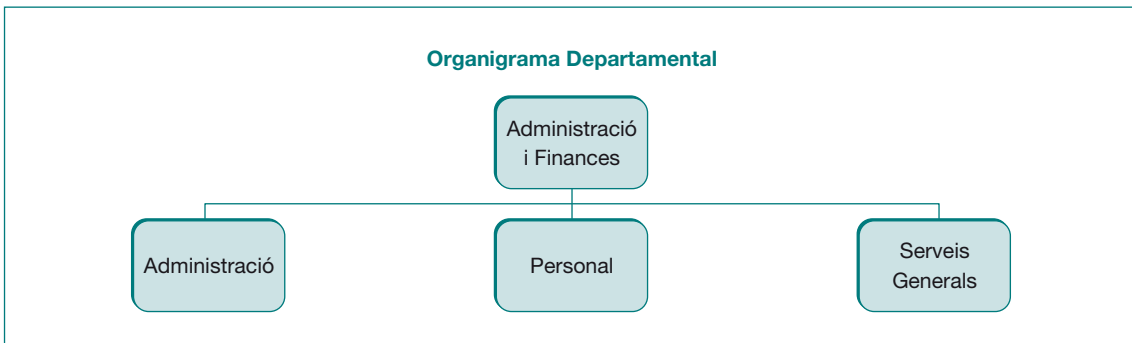 Organigrama Departamental
Administració
i Finances
Administració
Personal
Serveis
Generals